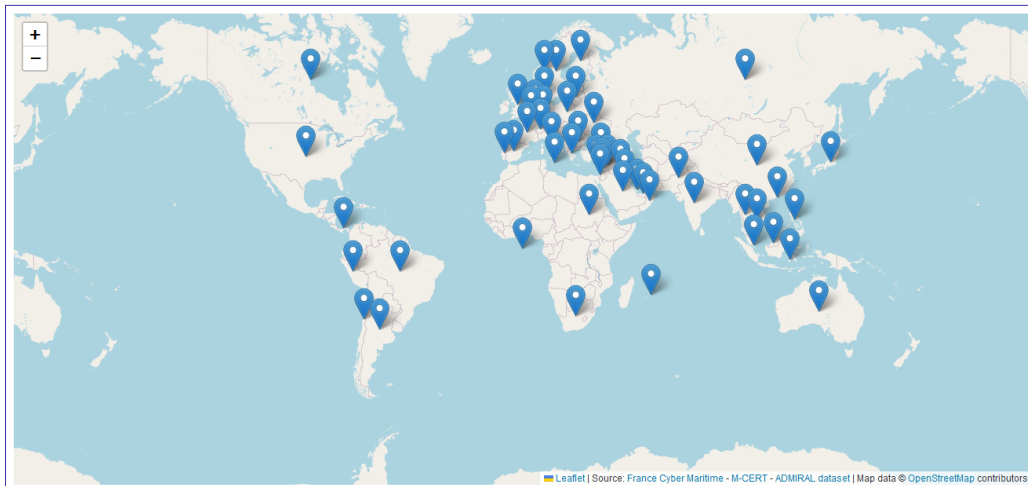 +
−
Leaflet | Source: France Cyber Maritime - M-CERT - ADMIRAL dataset | Map data © OpenStreetMap contributors